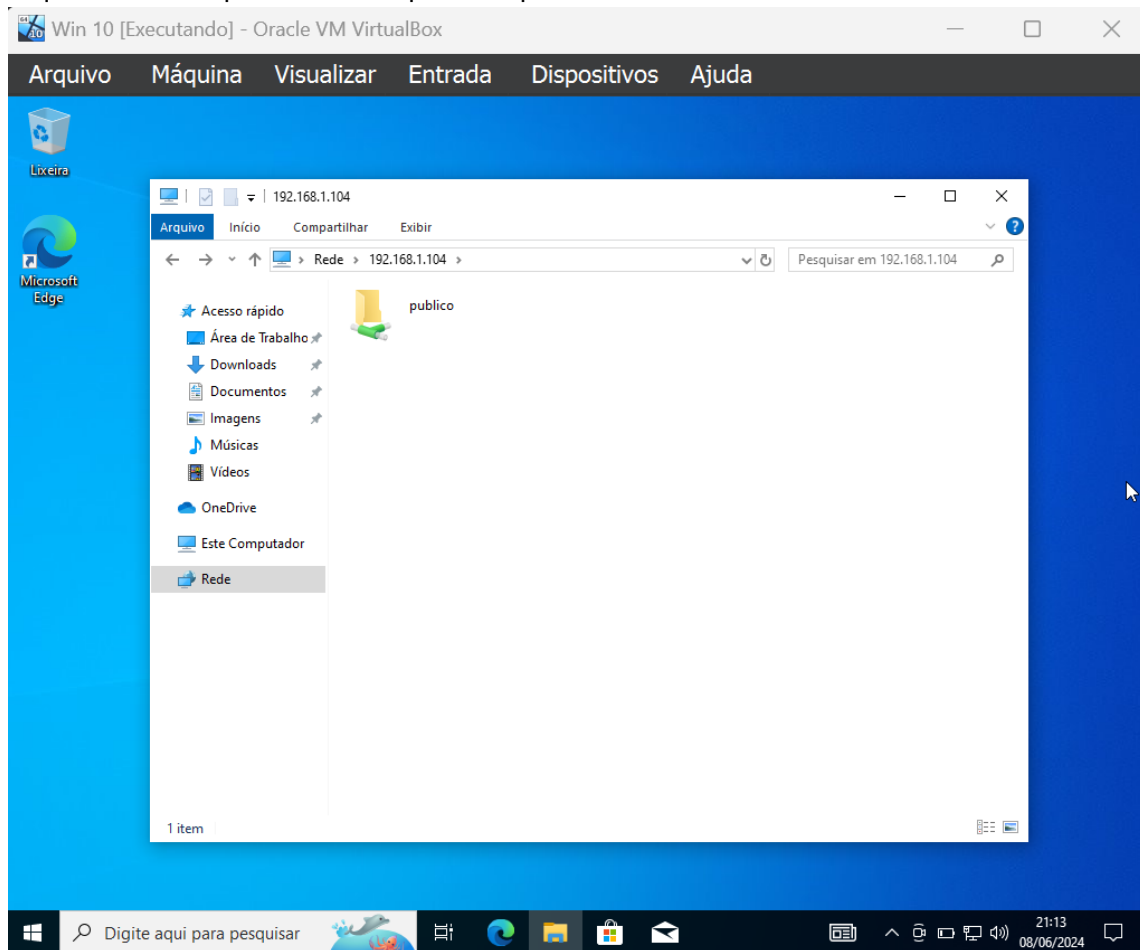 Win 10 [Executando] - Oracle VM VirtualBox
Arquivo Máquina Visualizar Entrada Dispositivos Ajuda
Lixeira
Microsoft
Edge
192.168.1.104
Arquivo Início Compartilhar Exibir
Rede 192.168.1.104
Pesquisar em 192.168.1.104
Acesso rápido
Área de Trabalho
Downloads
Documentos
Imagens
Músicas
Vídeos
OneDrive
Este Computador
Rede
publico
1 item
Digite aqui para pesquisar
21:13
08/06/2024